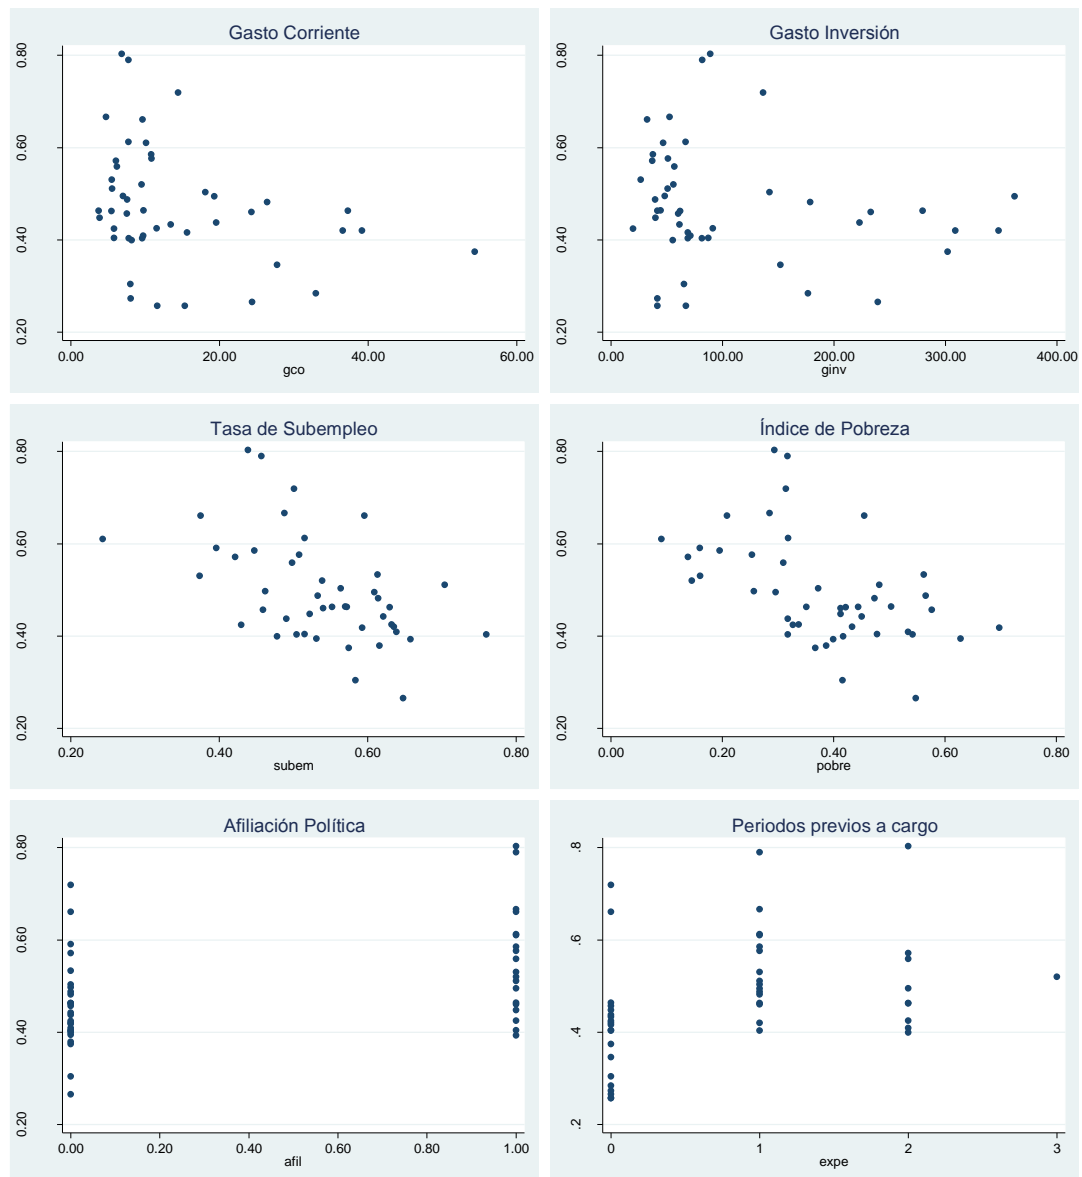 Gasto Corriente
0.80
0.60
0.40
0.20
0.00 20.00 40.00 60.00
gco
Gasto Inversión
0.80
0.60
0.40
0.20
0.00 100.00 200.00 300.00 400.00
ginv
Tasa de Subempleo
0.80
0.60
0.40
0.20
0.20 0.40 0.60 0.80
subem
Índice de Pobreza
0.80
0.60
0.40
0.20
0.00 0.20 0.40 0.60 0.80
pobre
Afiliación Política
0.80
0.60
0.40
0.20
0.00 0.20 0.40 0.60 0.80 1.00
afil
Periodos previos a cargo
.8
.6
.4
.2
0 1 2 3
expe